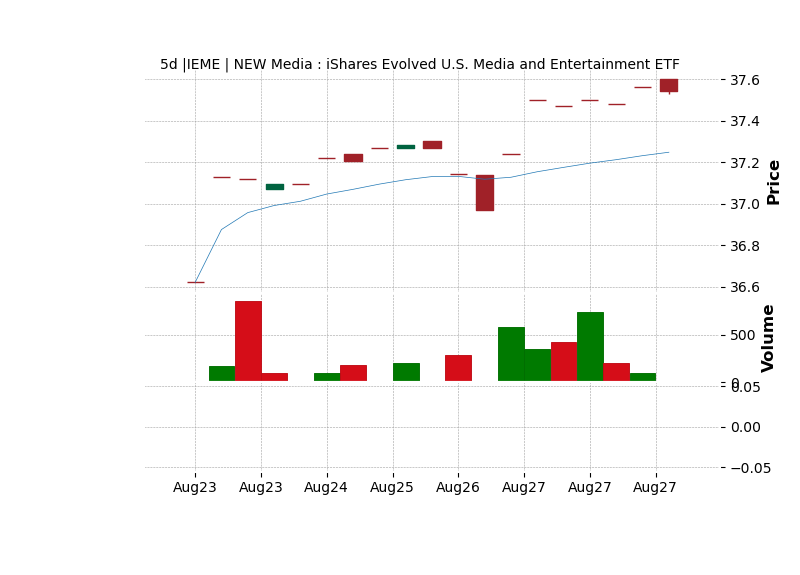 5d |IEME | NEW Media : iShares Evolved U.S. Media and Entertainment ETF
37.6
37.4
37.2
37.0
36.8
36.6
Price
500
0
Volume
0.05
0.00
−0.05
Aug23 Aug23 Aug24 Aug25 Aug26 Aug27 Aug27 Aug27